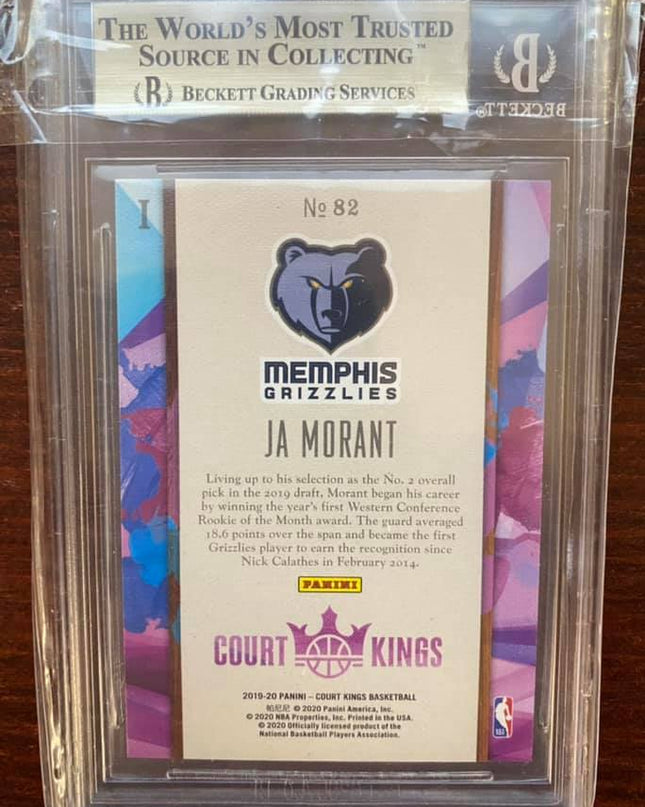 THE WORLD'S MOST TRUSTED
SOURCE IN COLLECTING™
B BECKETT GRADING SERVICES
B
BECKETT®
I
No 82
MEMPHIS
GRIZZLIES
JA MORANT
Living up to his selection as the No. 2 overall
pick in the 2019 draft, Morant began his career
by winning the year's first Western Conference
Rookie of the Month award. The guard averaged
18.6 points over the span and became the first
Grizzlies player to earn the recognition since
Nick Calathes in February 2014.
PANINI
COURT KINGS
2019-20 PANINI – COURT KINGS BASKETBALL
帕尼尼 © 2020 Panini America, Inc.
© 2020 NBA Properties, Inc. Printed in the USA.
© 2020 Officially licensed product of the
National Basketball Players Association.
NBA